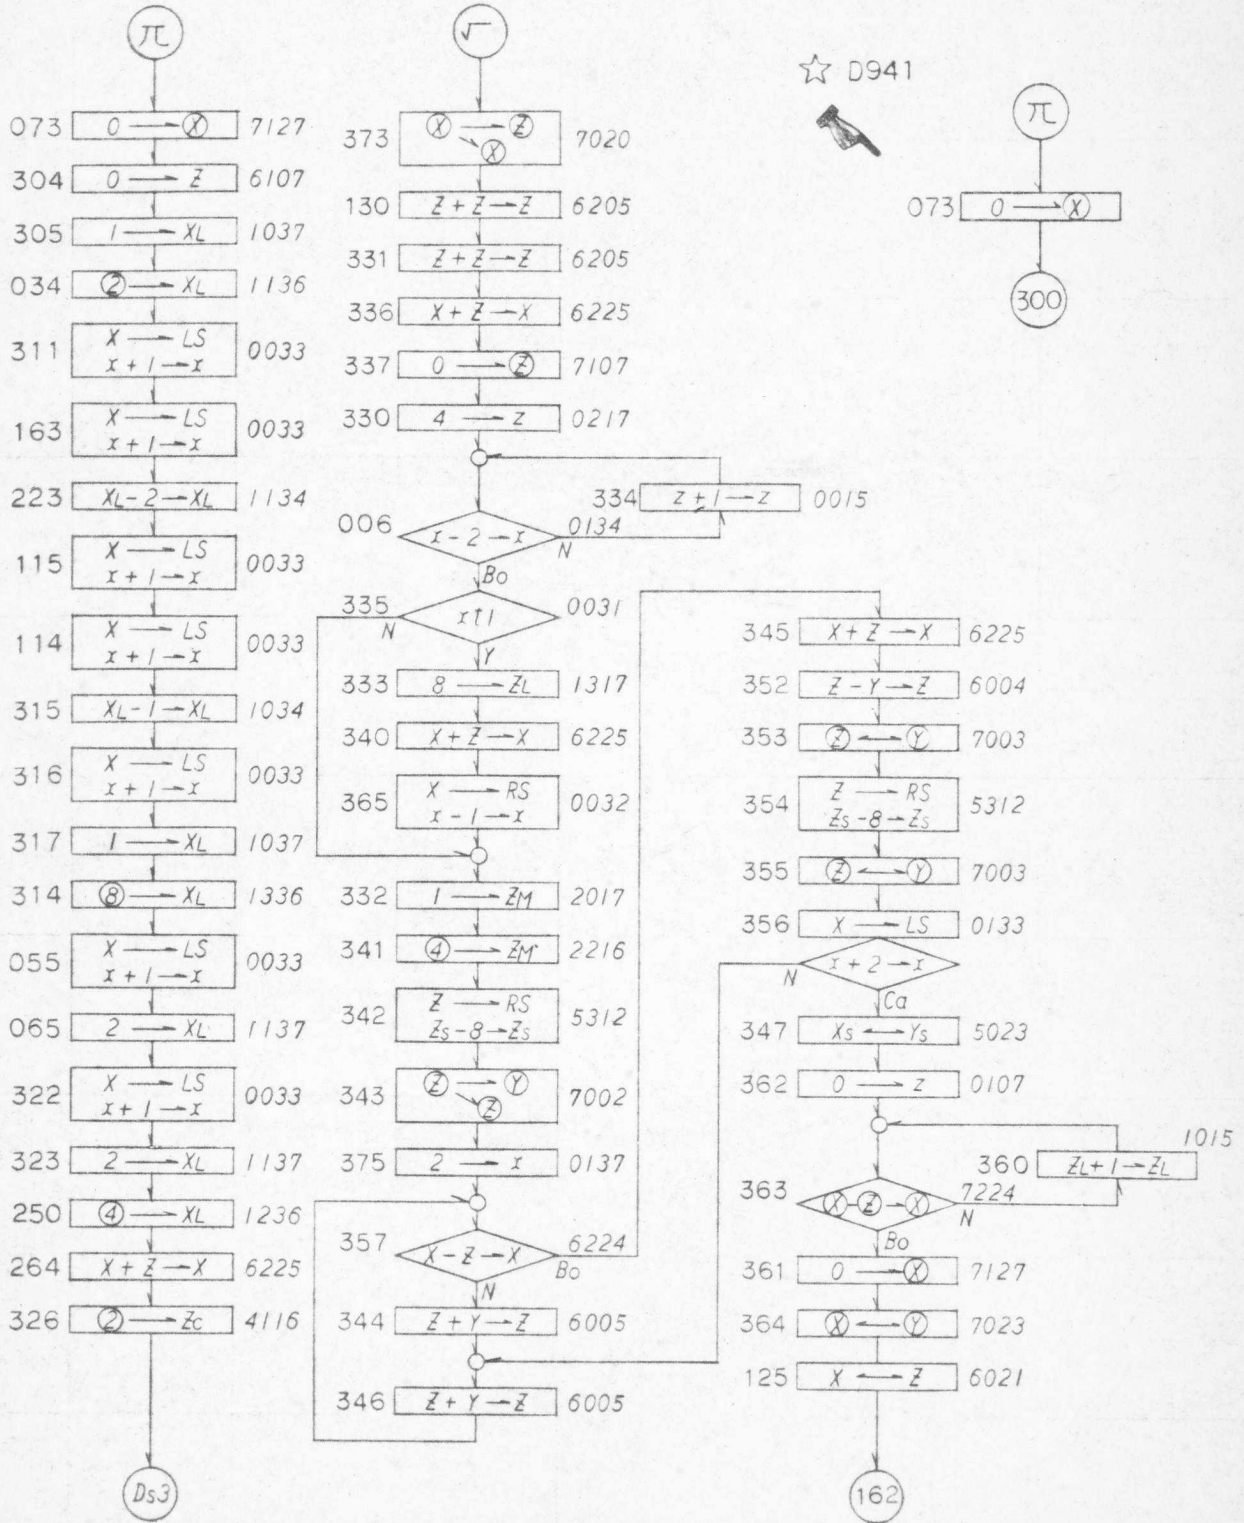 π
073 0 → Ⓧ 7127
304 0 → Z 6107
305 1 → XL 1037
034 ② → XL 1136
311 X → LS 0033
x + 1 → x
163 X → LS 0033
x + 1 → x
223 XL - 2 → XL 1134
115 X → LS 0033
x + 1 → x
114 X → LS 0033
x + 1 → x
315 XL - 1 → XL 1034
316 X → LS 0033
x + 1 → x
317 1 → XL 1037
314 ⑧ → XL 1336
055 X → LS 0033
x + 1 → x
065 2 → XL 1137
322 X → LS 0033
x + 1 → x
323 2 → XL 1137
250 ④ → XL 1236
264 X + Z → X 6225
326 ② → Zc 4116
Ds3
√
373 Ⓧ → Ⓩ 7020
Ⓧ
130 Z + Z → Z 6205
331 Z + Z → Z 6205
336 X + Z → X 6225
337 0 → Ⓩ 7107
330 4 → z 0217
334 z + 1 → z 0015
006 x - 2 → x 0134
N
Bo
335 x↑1 0031
N
Y
333 8 → ZL 1317
340 X + Z → X 6225
365 X → RS 0032
x - 1 → x
332 1 → ZM 2017
341 ④ → ZM 2216
342 Z → RS 5312
Zs - 8 → Zs
343 Ⓩ → Ⓨ 7002
Ⓩ
375 2 → x 0137
357 X - Z → X 6224
Bo
N
344 Z + Y → Z 6005
346 Z + Y → Z 6005
☆ D941
π
073 0 → Ⓧ
300
345 X + Z → X 6225
352 Z - Y → Z 6004
353 Ⓩ ↔ Ⓨ 7003
354 Z → RS 5312
Zs - 8 → Zs
355 Ⓩ ↔ Ⓨ 7003
356 X → LS 0133
x + 2 → x
N
Ca
347 Xs ↔ Ys 5023
362 0 → z 0107
1015
360 ZL + 1 → ZL
363 Ⓧ - Ⓩ → Ⓧ 7224
N
Bo
361 0 → Ⓧ 7127
364 Ⓧ ↔ Ⓨ 7023
125 X ↔ Z 6021
162